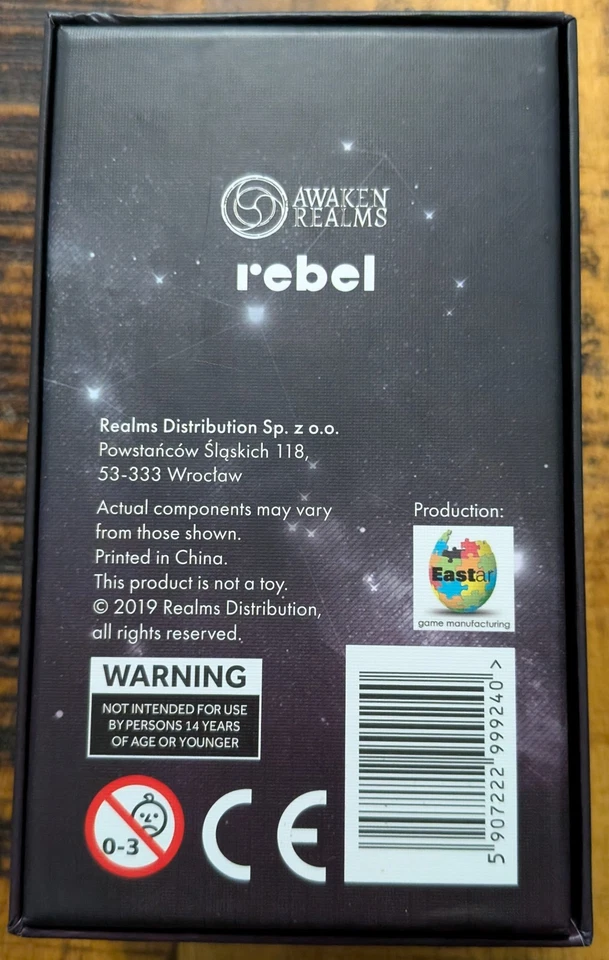 AWAKEN
REALMS
rebel
Realms Distribution Sp. z o.o.
Powstańców Śląskich 118,
53-333 Wrocław
Actual components may vary
from those shown.
Printed in China.
This product is not a toy.
© 2019 Realms Distribution,
all rights reserved.
Production:
Eastar
game manufacturing
WARNING
NOT INTENDED FOR USE
BY PERSONS 14 YEARS
OF AGE OR YOUNGER
0-3
CE
5 907222 999240 >